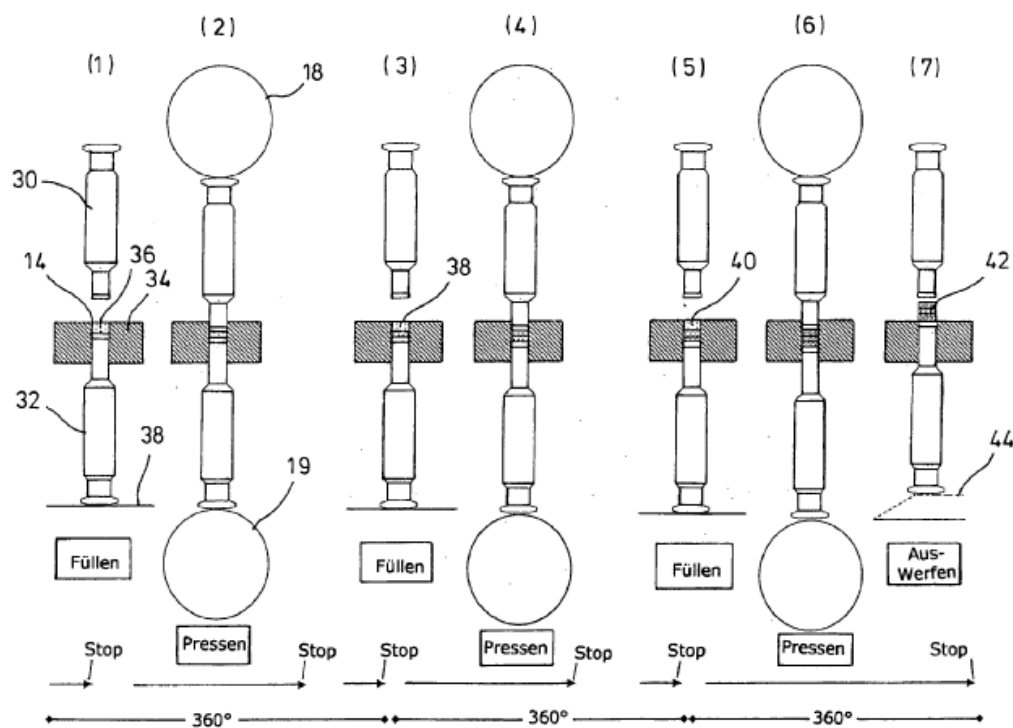 (1) (2) (3) (4) (5) (6) (7)
18
30
14 36 34
38
40
42
32
38
19
44
Füllen
Füllen
Füllen
Aus-
Werfen
Pressen
Pressen
Pressen
Stop Stop Stop Stop Stop Stop
360° 360° 360°